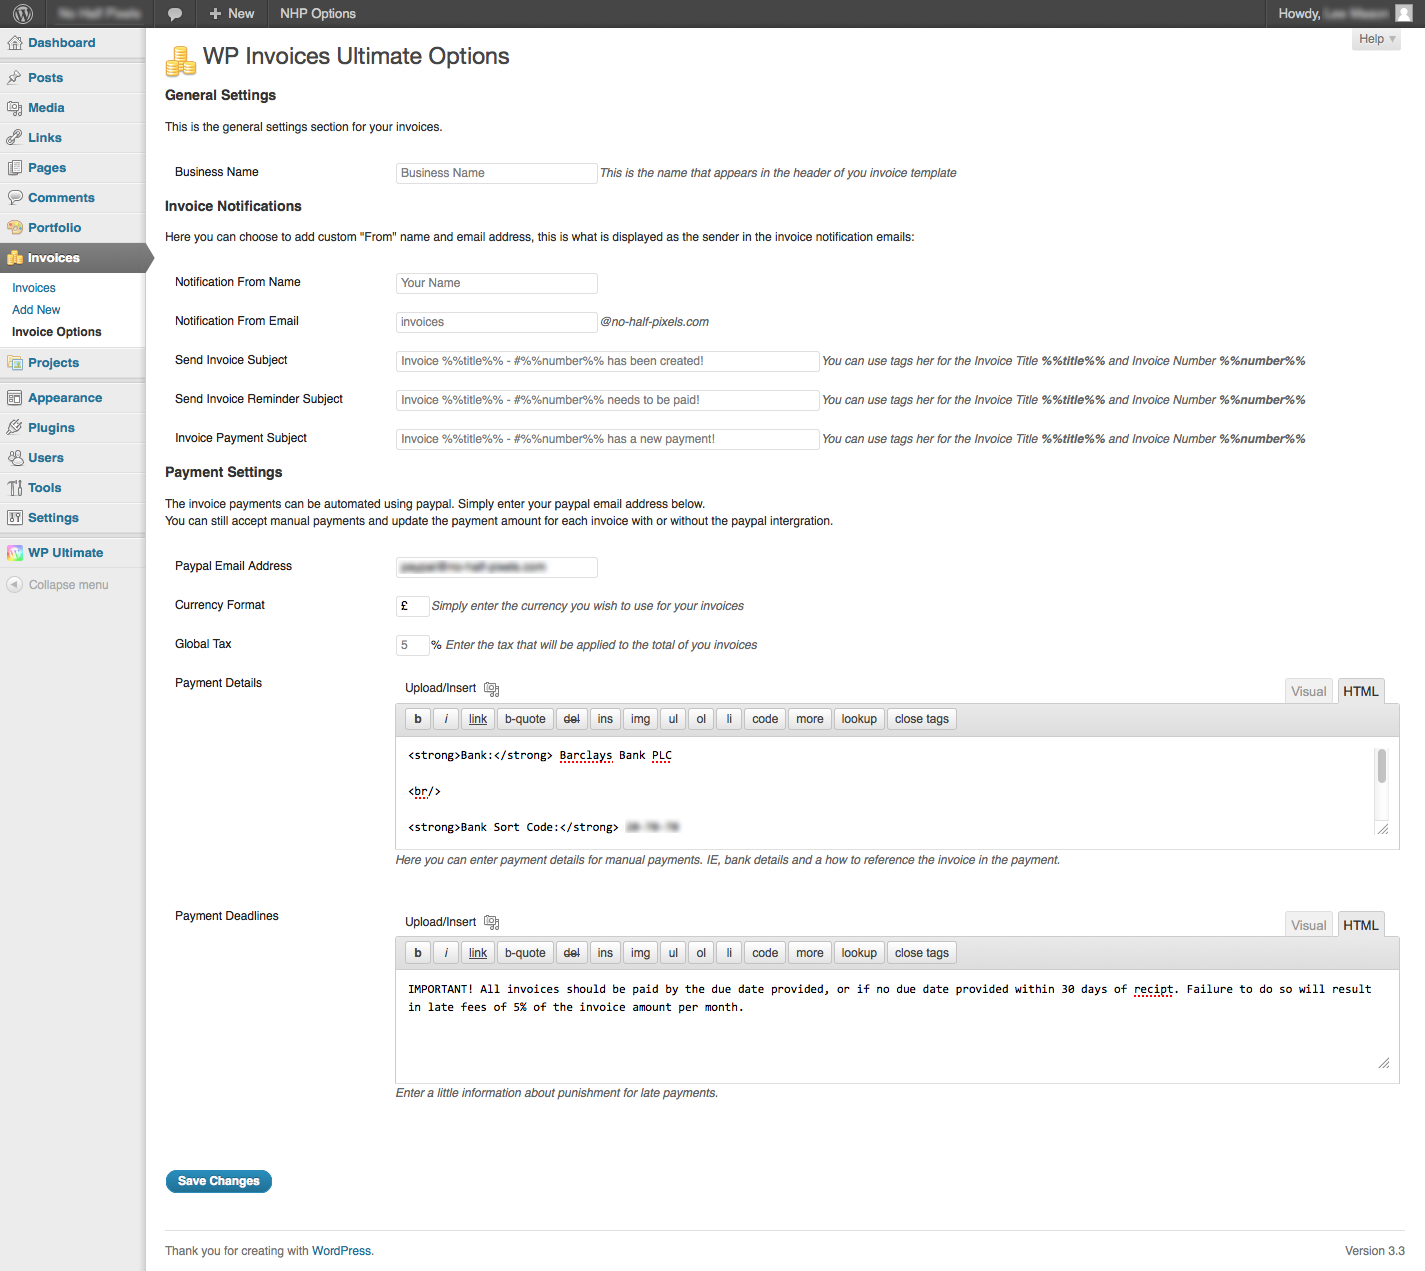 New
NHP Options
Howdy,
Help
Dashboard
Posts
Media
Links
Pages
Comments
Portfolio
Invoices
Invoices
Add New
Invoice Options
Projects
Appearance
Plugins
Users
Tools
Settings
WP Ultimate
Collapse menu
WP Invoices Ultimate Options
General Settings
This is the general settings section for your invoices.
Business Name
Business Name
This is the name that appears in the header of you invoice template
Invoice Notifications
Here you can choose to add custom "From" name and email address, this is what is displayed as the sender in the invoice notification emails:
Notification From Name
Your Name
Notification From Email
invoices
@no-half-pixels.com
Send Invoice Subject
Invoice %%title%% - #%%number%% has been created!
You can use tags her for the Invoice Title %%title%% and Invoice Number %%number%%
Send Invoice Reminder Subject
Invoice %%title%% - #%%number%% needs to be paid!
You can use tags her for the Invoice Title %%title%% and Invoice Number %%number%%
Invoice Payment Subject
Invoice %%title%% - #%%number%% has a new payment!
You can use tags her for the Invoice Title %%title%% and Invoice Number %%number%%
Payment Settings
The invoice payments can be automated using paypal. Simply enter your paypal email address below.
You can still accept manual payments and update the payment amount for each invoice with or without the paypal intergration.
Paypal Email Address
Currency Format
£
Simply enter the currency you wish to use for your invoices
Global Tax
5
% Enter the tax that will be applied to the total of you invoices
Payment Details
Upload/Insert
Visual
HTML
b i link b-quote del ins img ul ol li code more lookup close tags
<strong>Bank:</strong> Barclays Bank PLC
<br/>
<strong>Bank Sort Code:</strong>
Here you can enter payment details for manual payments. IE, bank details and a how to reference the invoice in the payment.
Payment Deadlines
Upload/Insert
Visual
HTML
b i link b-quote del ins img ul ol li code more lookup close tags
IMPORTANT! All invoices should be paid by the due date provided, or if no due date provided within 30 days of recipt. Failure to do so will result
in late fees of 5% of the invoice amount per month.
Enter a little information about punishment for late payments.
Save Changes
Thank you for creating with WordPress.
Version 3.3